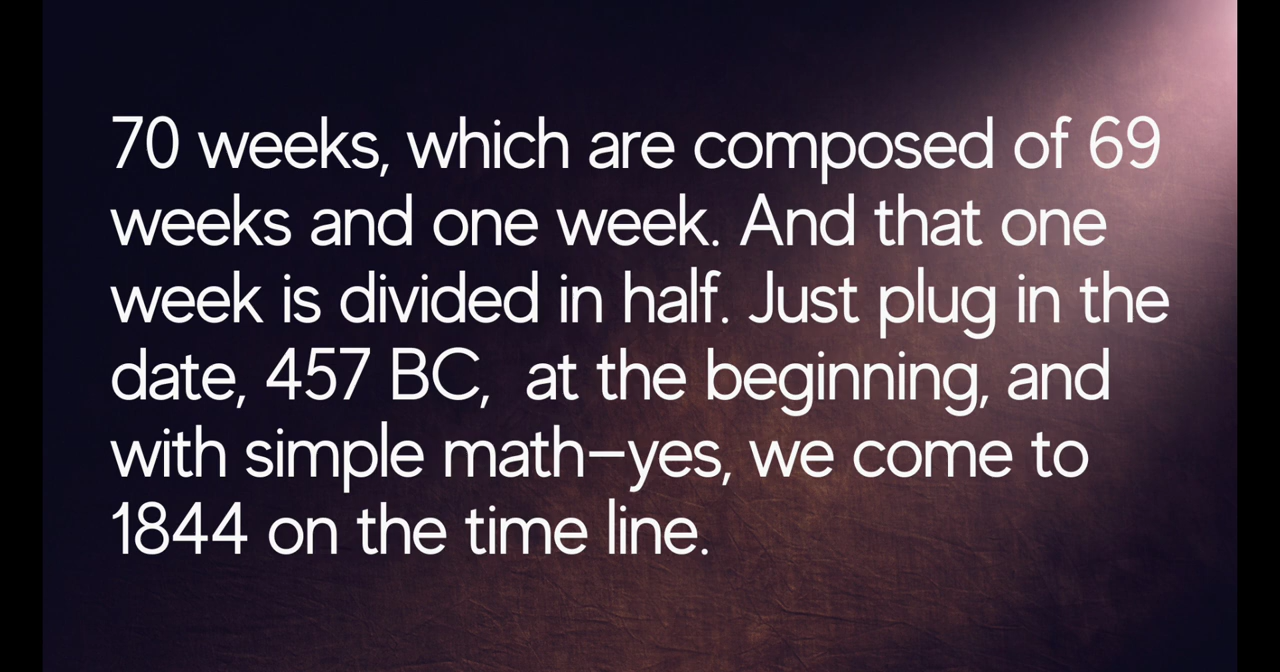 70 weeks, which are composed of 69
weeks and one week. And that one
week is divided in half. Just plug in the
date, 457 BC,  at the beginning, and
with simple math–yes, we come to
1844 on the time line.